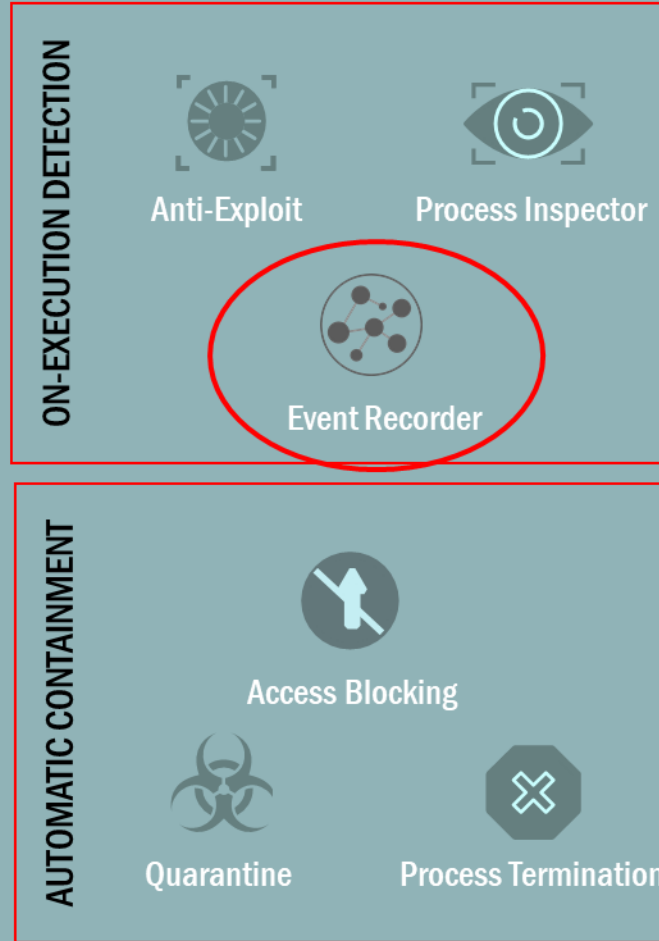 ON-EXECUTION DETECTION
Anti-Exploit
Process Inspector
Event Recorder
AUTOMATIC CONTAINMENT
Access Blocking
Quarantine
Process Termination